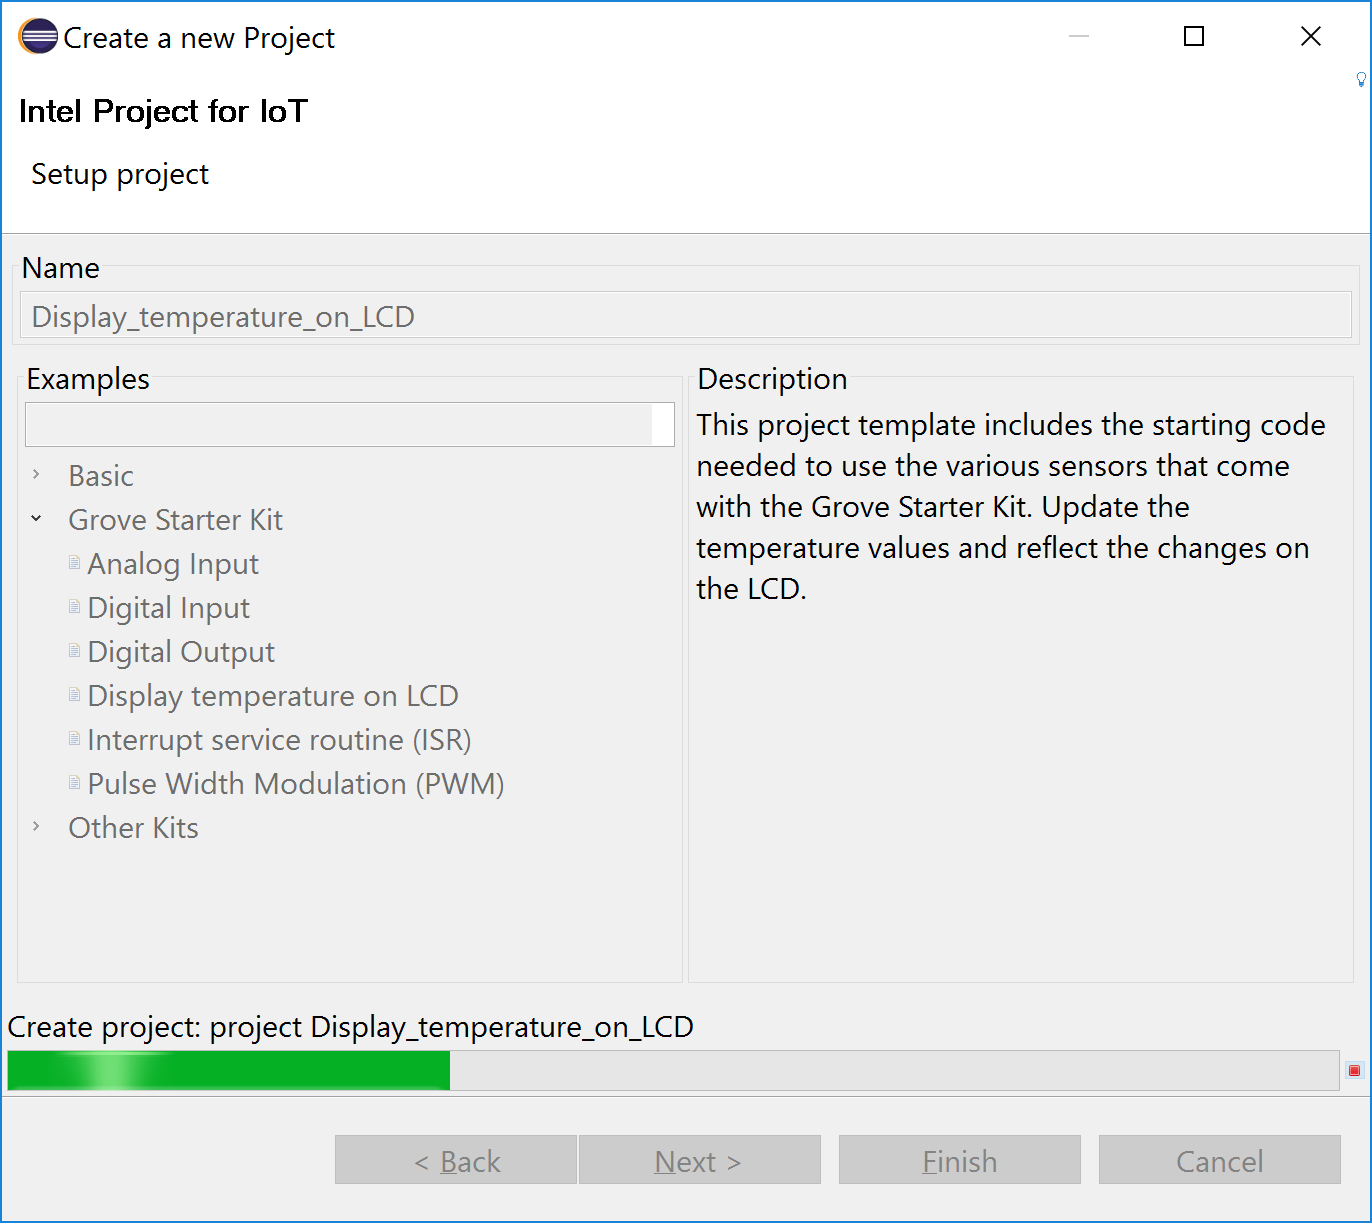 Create a new Project
Intel Project for IoT
Setup project
Name
Display_temperature_on_LCD
Examples
Basic
Grove Starter Kit
Analog Input
Digital Input
Digital Output
Display temperature on LCD
Interrupt service routine (ISR)
Pulse Width Modulation (PWM)
Other Kits
Description
This project template includes the starting code
needed to use the various sensors that come
with the Grove Starter Kit. Update the
temperature values and reflect the changes on
the LCD.
Create project: project Display_temperature_on_LCD
< Back
Next >
Finish
Cancel